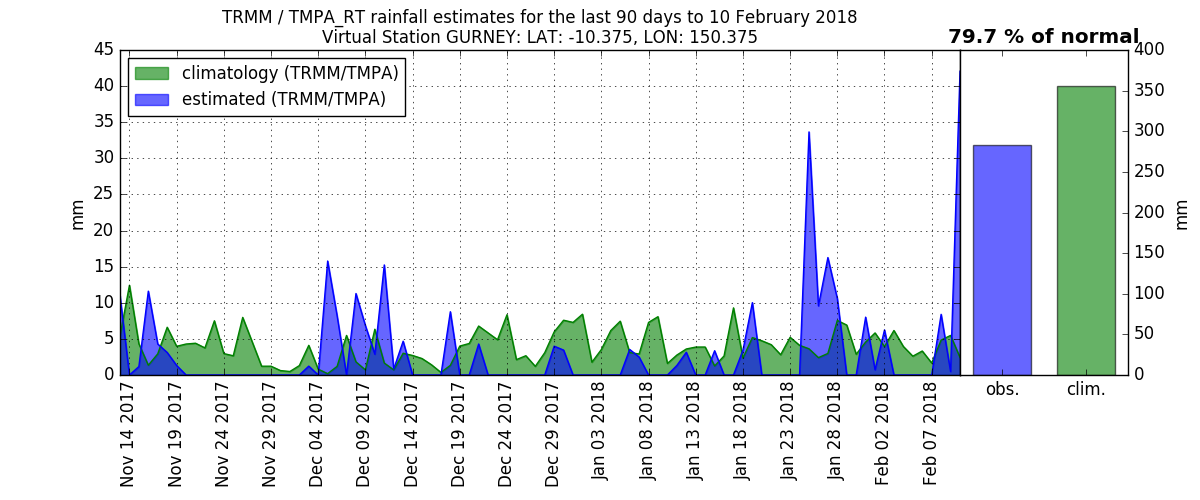 TRMM / TMPA_RT rainfall estimates for the last 90 days to 10 February 2018
Virtual Station GURNEY: LAT: -10.375, LON: 150.375
79.7 % of normal
climatology (TRMM/TMPA)
estimated (TRMM/TMPA)
45
40
35
30
25
20
15
10
5
0
mm
Nov 14 2017
Nov 19 2017
Nov 24 2017
Nov 29 2017
Dec 04 2017
Dec 09 2017
Dec 14 2017
Dec 19 2017
Dec 24 2017
Dec 29 2017
Jan 03 2018
Jan 08 2018
Jan 13 2018
Jan 18 2018
Jan 23 2018
Jan 28 2018
Feb 02 2018
Feb 07 2018
obs.
clim.
400
350
300
250
200
150
100
50
0
mm